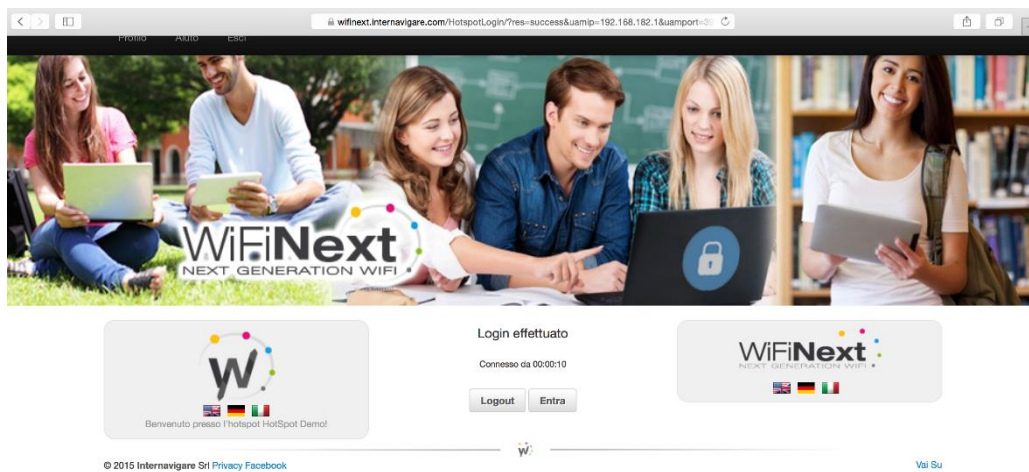 wifinext.internavigare.com/HotspotLogin/?res=success&uamip=192.168.182.1&uamport=39
Profilo Aiuto Esci
WiFiNext
NEXT GENERATION WIFI
Login effettuato
Connesso da 00:00:10
Logout Entra
W
Benvenuto presso l'hotspot HotSpot Demo!
WiFiNext
NEXT GENERATION WIFI
W
© 2015 Internavigare Srl Privacy Facebook
Vai Su